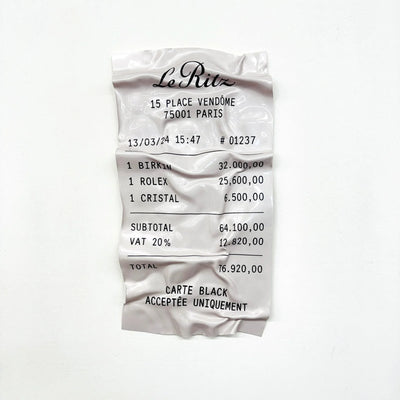 Le Ritz
15 PLACE VENDÔME
75001 PARIS
13/03/24 15:47 # 01237
1 BIRKIN 32.000,00
1 ROLEX 25,600,00
1 CRISTAL 6.500,00
SUBTOTAL 64.100,00
VAT 20% 12.820,00
TOTAL 76.920,00
CARTE BLACK
ACCEPTÉE UNIQUEMENT